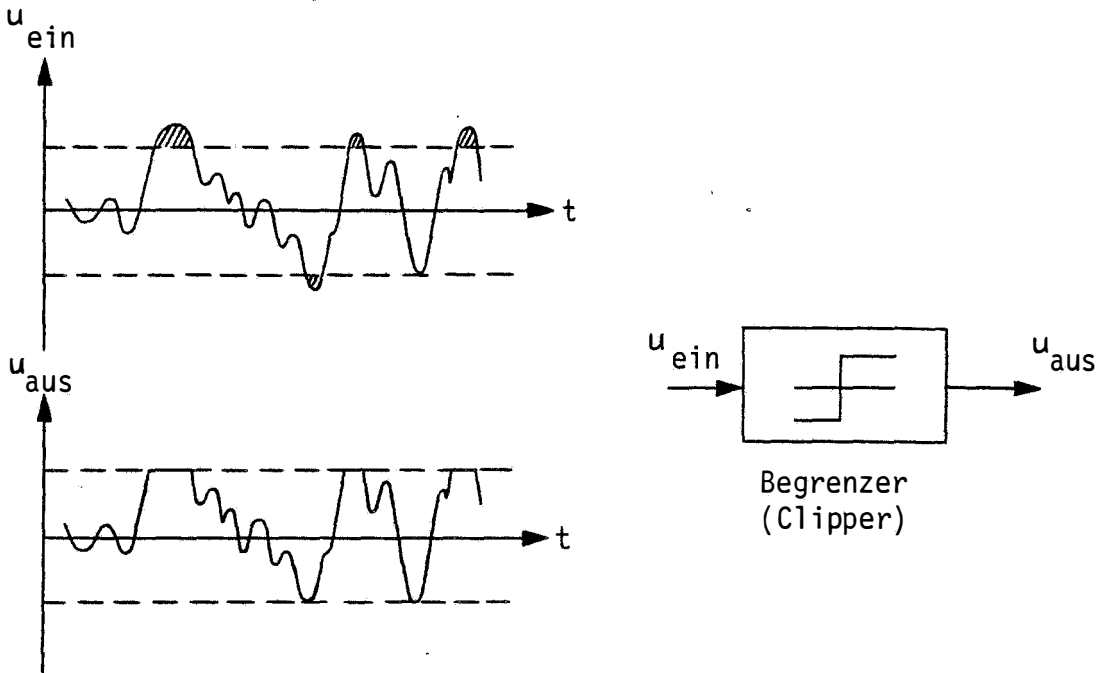 u ein
t
u aus
t
u ein
u aus
Begrenzer
(Clipper)